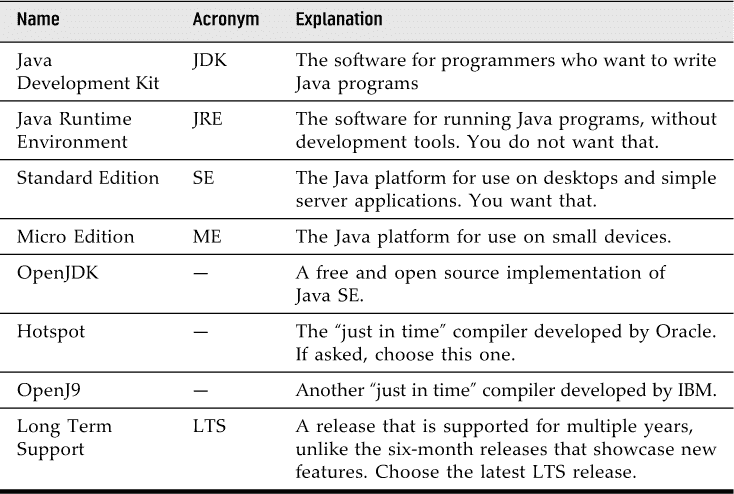 Name Acronym Explanation
Java JDK The software for programmers who want to write
Development Kit Java programs
Java Runtime JRE The software for running Java programs, without
Environment development tools. You do not want that.
Standard Edition SE The Java platform for use on desktops and simple
server applications. You want that.
Micro Edition ME The Java platform for use on small devices.
OpenJDK — A free and open source implementation of
Java SE.
Hotspot — The “just in time” compiler developed by Oracle.
If asked, choose this one.
OpenJ9 — Another “just in time” compiler developed by IBM.
Long Term LTS A release that is supported for multiple years,
Support unlike the six-month releases that showcase new
features. Choose the latest LTS release.